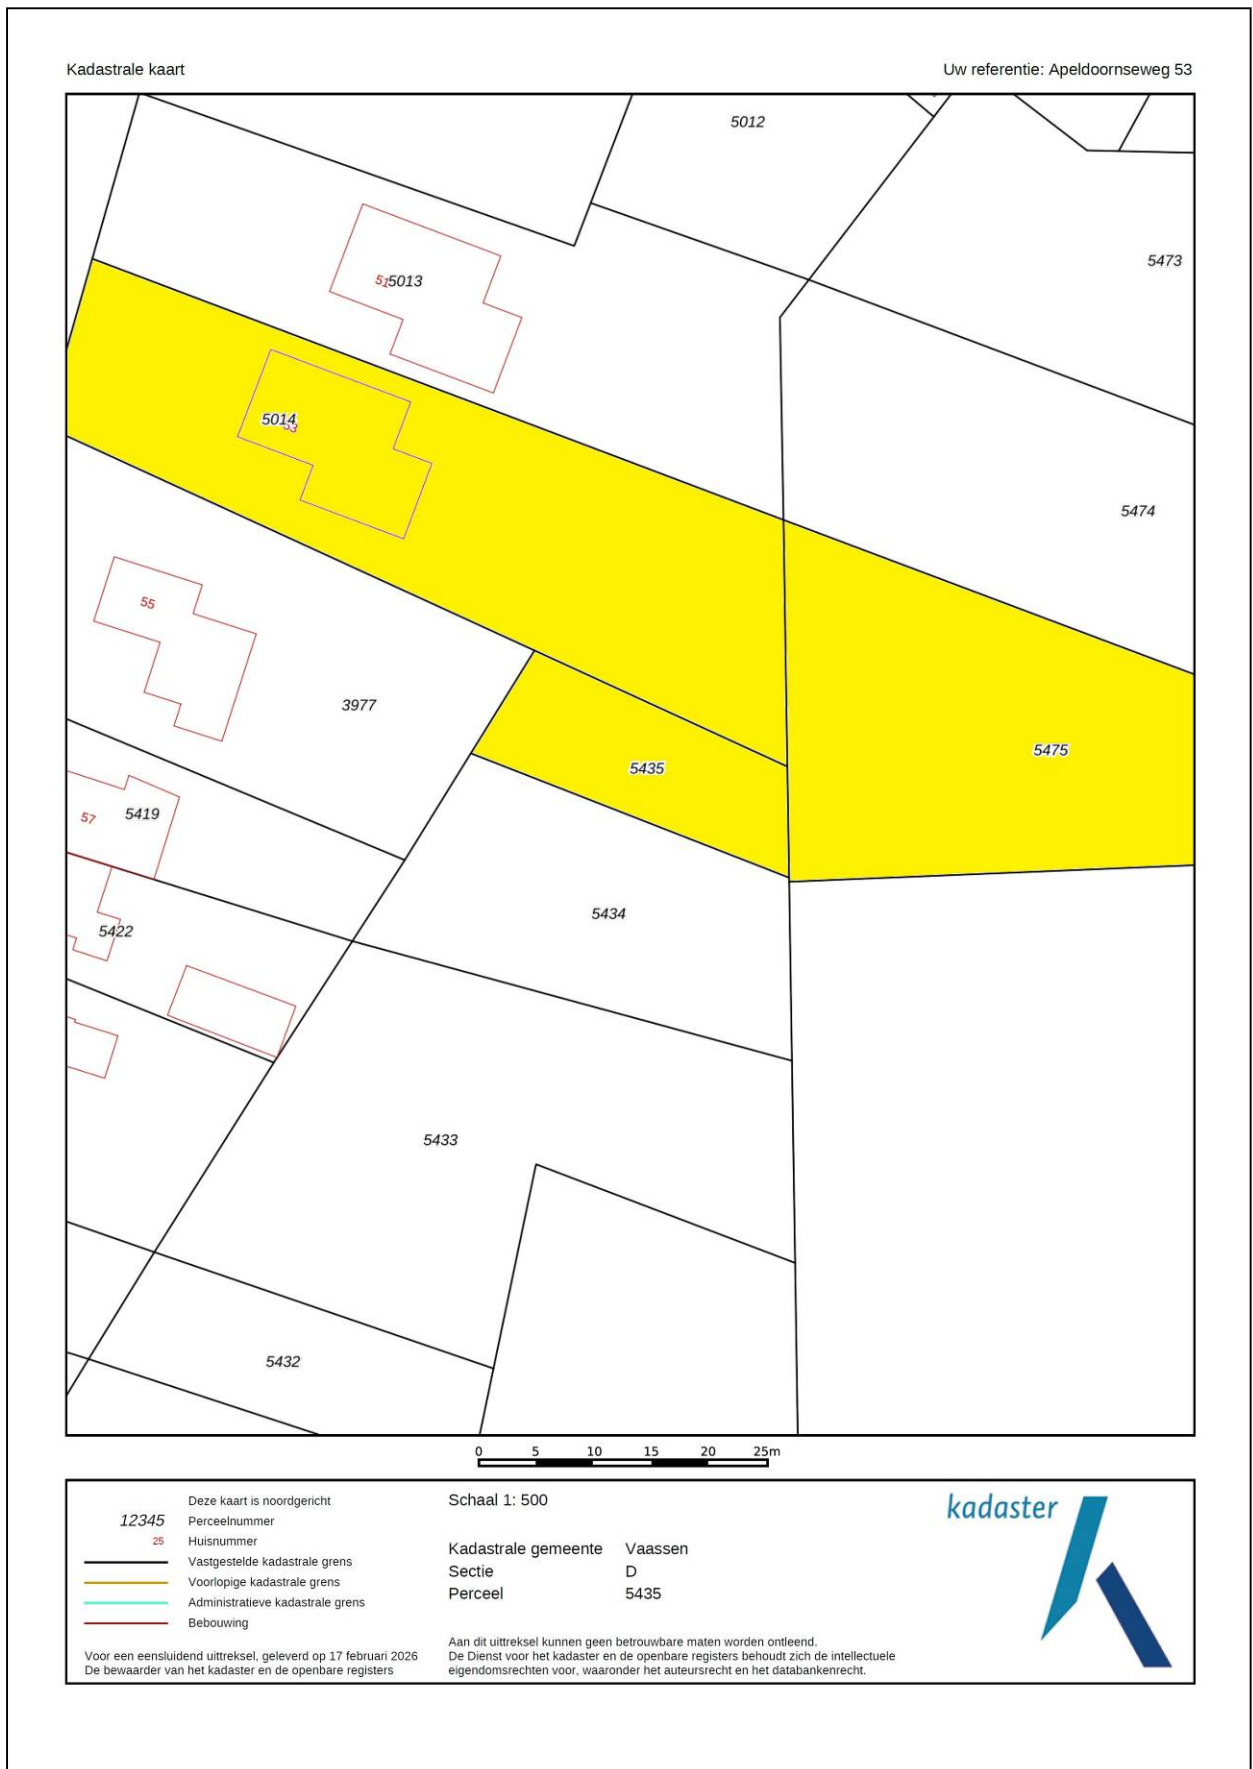 Kadastrale kaart
Uw referentie: Apeldoornseweg 53
5012
5473
51
5013
5014
53
5474
55
3977
5475
5435
57
5419
5434
5422
5433
5432
0 5 10 15 20 25m
Deze kaart is noordgericht
12345 Perceelnummer
25 Huisnummer
Vastgestelde kadastrale grens
Voorlopige kadastrale grens
Administratieve kadastrale grens
Bebouwing
Voor een eensluidend uittreksel, geleverd op 17 februari 2026
De bewaarder van het kadaster en de openbare registers
Schaal 1: 500
Kadastrale gemeente Vaassen
Sectie D
Perceel 5435
Aan dit uittreksel kunnen geen betrouwbare maten worden ontleend.
De Dienst voor het kadaster en de openbare registers behoudt zich de intellectuele
eigendomsrechten voor, waaronder het auteursrecht en het databankenrecht.
kadaster